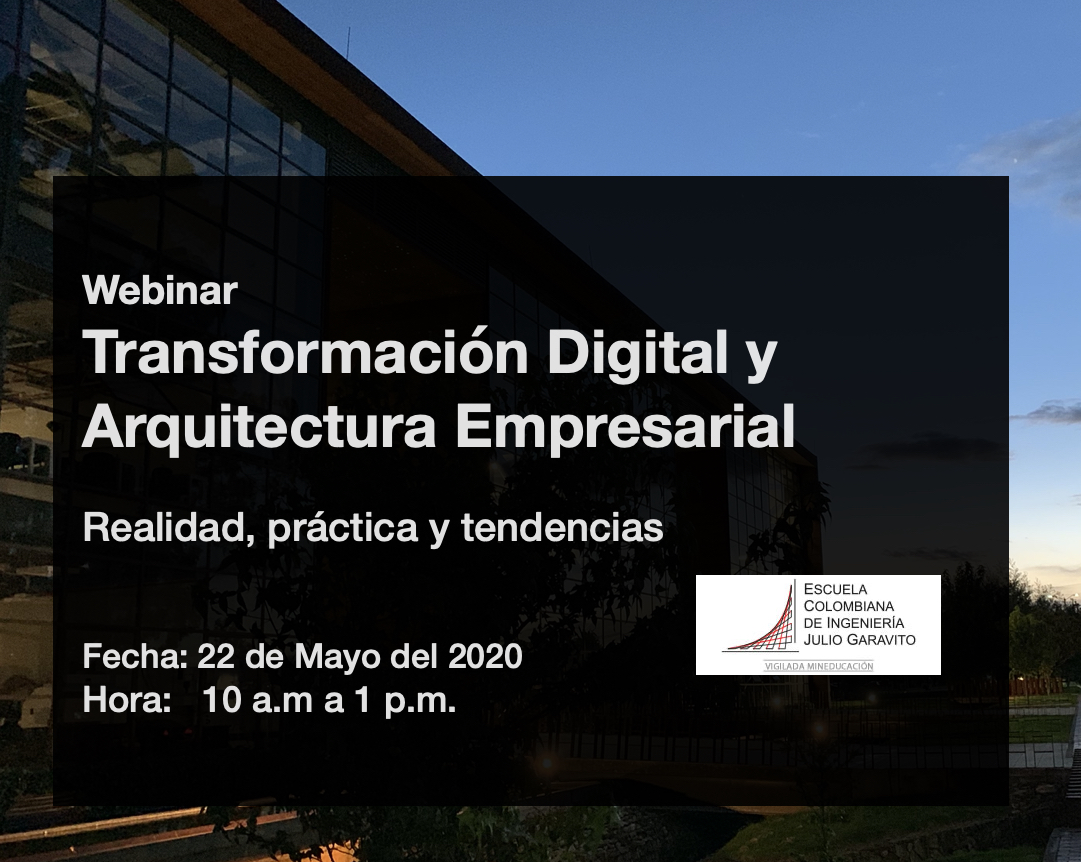 Webinar
Transformación Digital y
Arquitectura Empresarial
Realidad, práctica y tendencias
ESCUELA
COLOMBIANA
DE INGENIERÍA
JULIO GARAVITO
VIGILADA MINEDUCACIÓN
Fecha: 22 de Mayo del 2020
Hora: 10 a.m a 1 p.m.